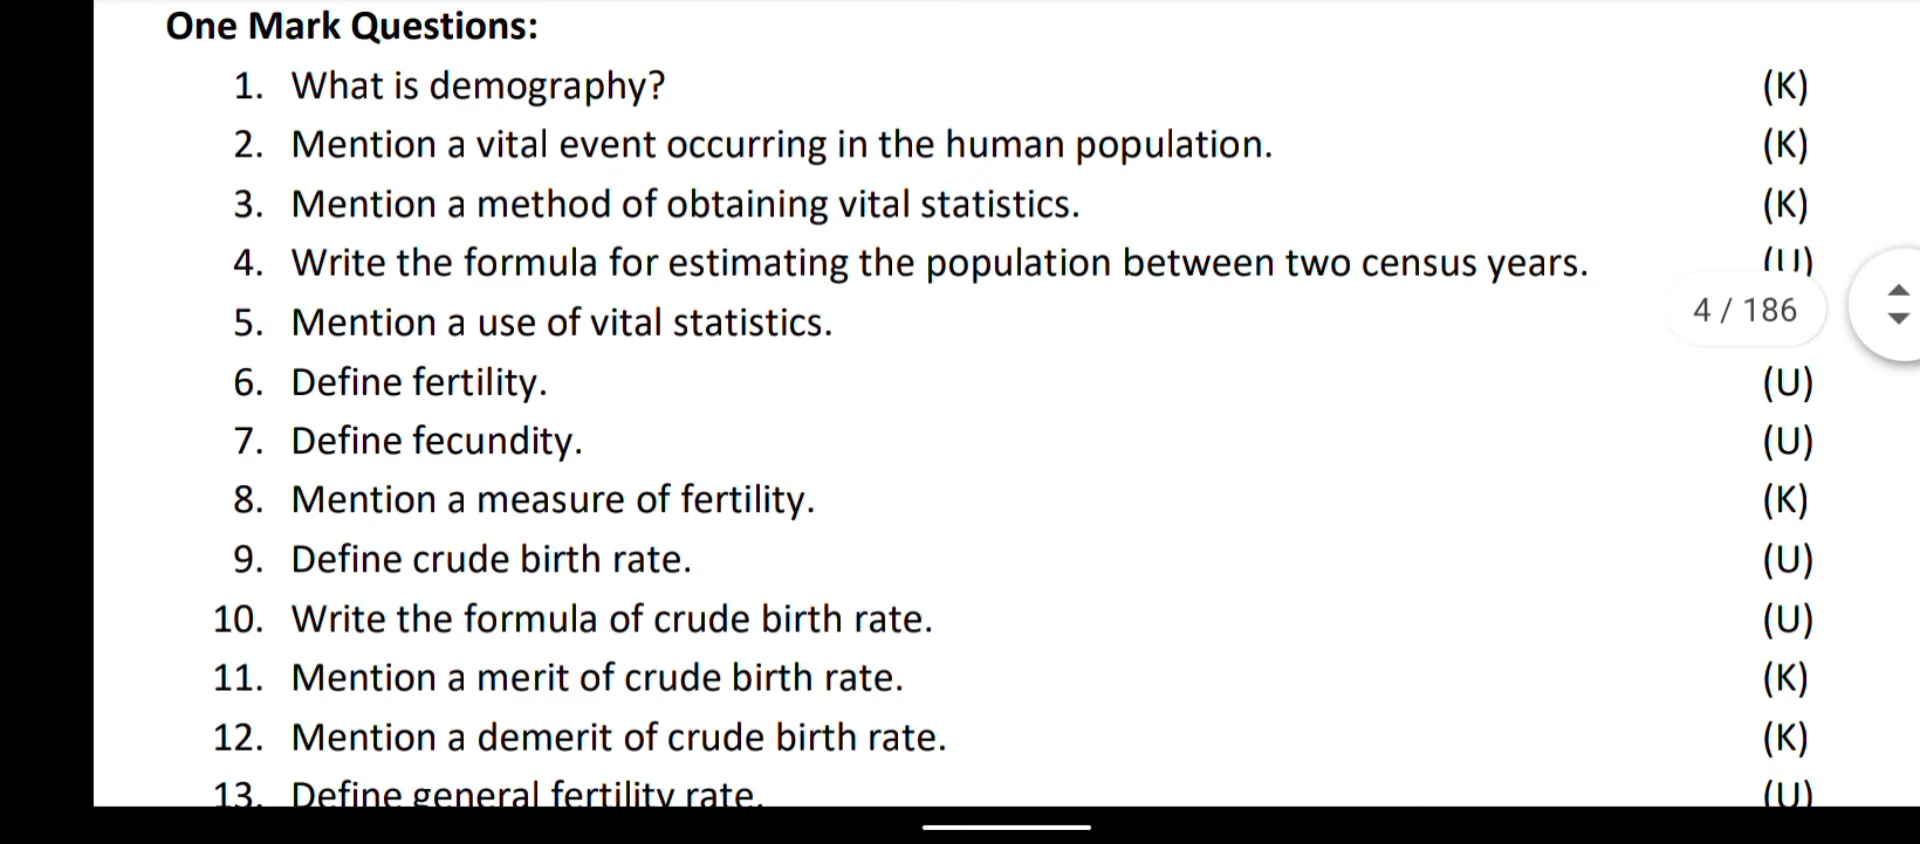 One Mark Questions:
1. What is demography? (K)
2. Mention a vital event occurring in the human population. (K)
3. Mention a method of obtaining vital statistics. (K)
4. Write the formula for estimating the population between two census years. (U)
4 / 186
5. Mention a use of vital statistics.
6. Define fertility. (U)
7. Define fecundity. (U)
8. Mention a measure of fertility. (K)
9. Define crude birth rate. (U)
10. Write the formula of crude birth rate. (U)
11. Mention a merit of crude birth rate. (K)
12. Mention a demerit of crude birth rate. (K)
13. Define general fertility rate. (U)